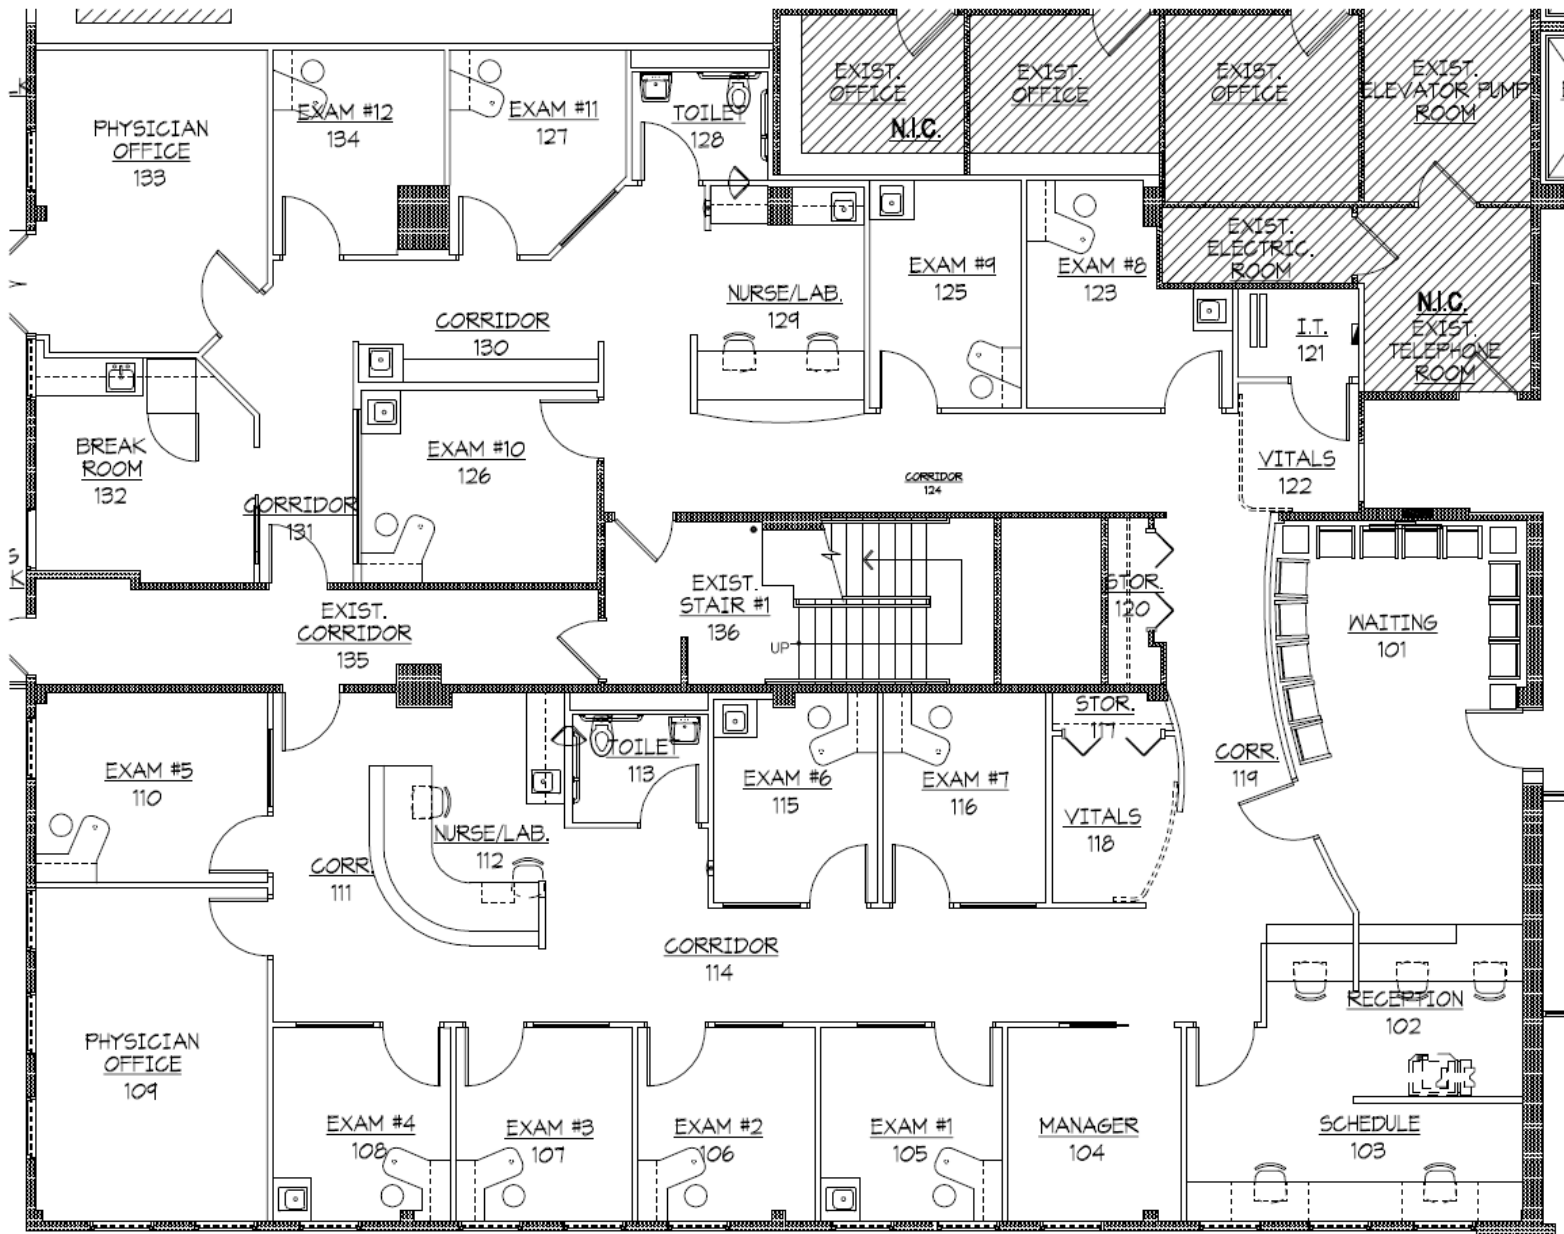 EXIST.
OFFICE
N.I.C.
EXIST.
OFFICE
EXIST.
OFFICE
EXIST.
ELEVATOR PUMP
ROOM
PHYSICIAN
OFFICE
133
EXAM #12
134
EXAM #11
127
TOILET
128
EXIST.
ELECTRIC.
ROOM
NURSE/LAB.
129
EXAM #9
125
EXAM #8
123
I.T.
121
N.I.C.
EXIST.
TELEPHONE
ROOM
CORRIDOR
130
BREAK
ROOM
132
CORRIDOR
131
EXAM #10
126
CORRIDOR
124
VITALS
122
EXIST.
CORRIDOR
135
EXIST.
STAIR #1
136
UP
STOR.
120
WAITING
101
EXAM #5
110
CORR.
111
NURSE/LAB.
112
TOILET
113
EXAM #6
115
EXAM #7
116
STOR.
117
VITALS
118
CORR.
119
CORRIDOR
114
RECEPTION
102
PHYSICIAN
OFFICE
109
EXAM #4
108
EXAM #3
107
EXAM #2
106
EXAM #1
105
MANAGER
104
SCHEDULE
103